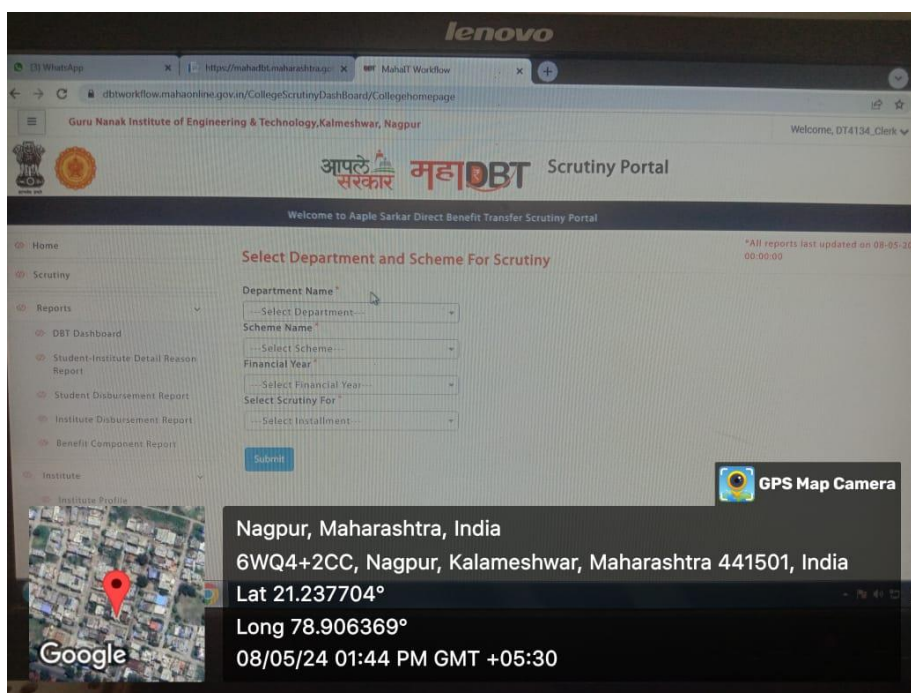 lenovo
(3) WhatsApp
https://mahadbt.maharashtra.go
MahaIT Workflow
dbtworkflow.mahaonline.gov.in/CollegeScrutinyDashBoard/Collegehomepage
Guru Nanak Institute of Engineering & Technology,Kalmeshwar, Nagpur
Welcome, DT4134_Clerk
आपले सरकार
महाDBT Scrutiny Portal
Welcome to Aaple Sarkar Direct Benefit Transfer Scrutiny Portal
Home
Scrutiny
Reports
DBT Dashboard
Student-Institute Detail Reason
Report
Student Disbursement Report
Institute Disbursement Report
Benefit Component Report
Institute
Institute Profile
*All reports last updated on 08-05-20
00:00:00
Select Department and Scheme For Scrutiny
Department Name *
---Select Department---
Scheme Name *
---Select Scheme---
Financial Year *
---Select Financial Year---
Select Scrutiny For *
---Select Installment---
Submit
GPS Map Camera
Google
Nagpur, Maharashtra, India
6WQ4+2CC, Nagpur, Kalameshwar, Maharashtra 441501, India
Lat 21.237704°
Long 78.906369°
08/05/24 01:44 PM GMT +05:30